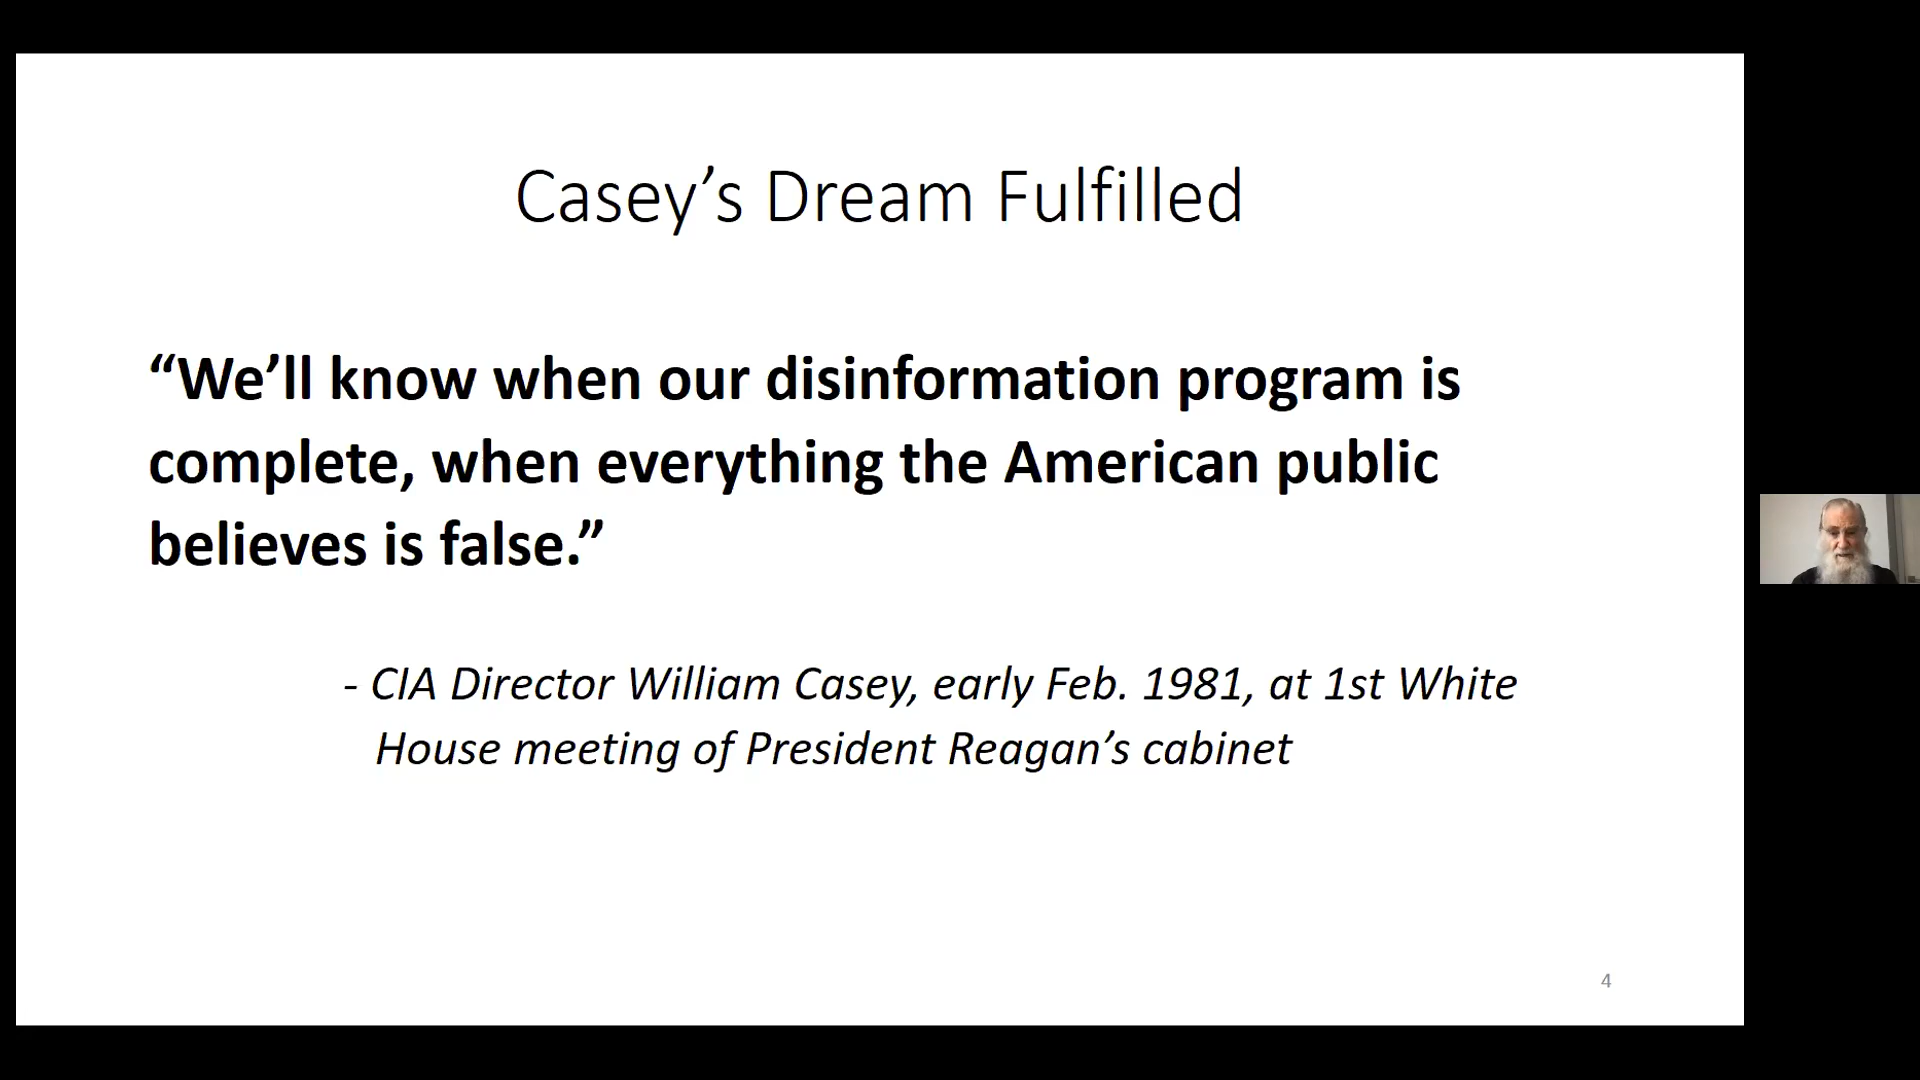 Casey’s Dream Fulfilled
“We’ll know when our disinformation program is
complete, when everything the American public
believes is false.”
- CIA Director William Casey, early Feb. 1981, at 1st White
House meeting of President Reagan’s cabinet
4